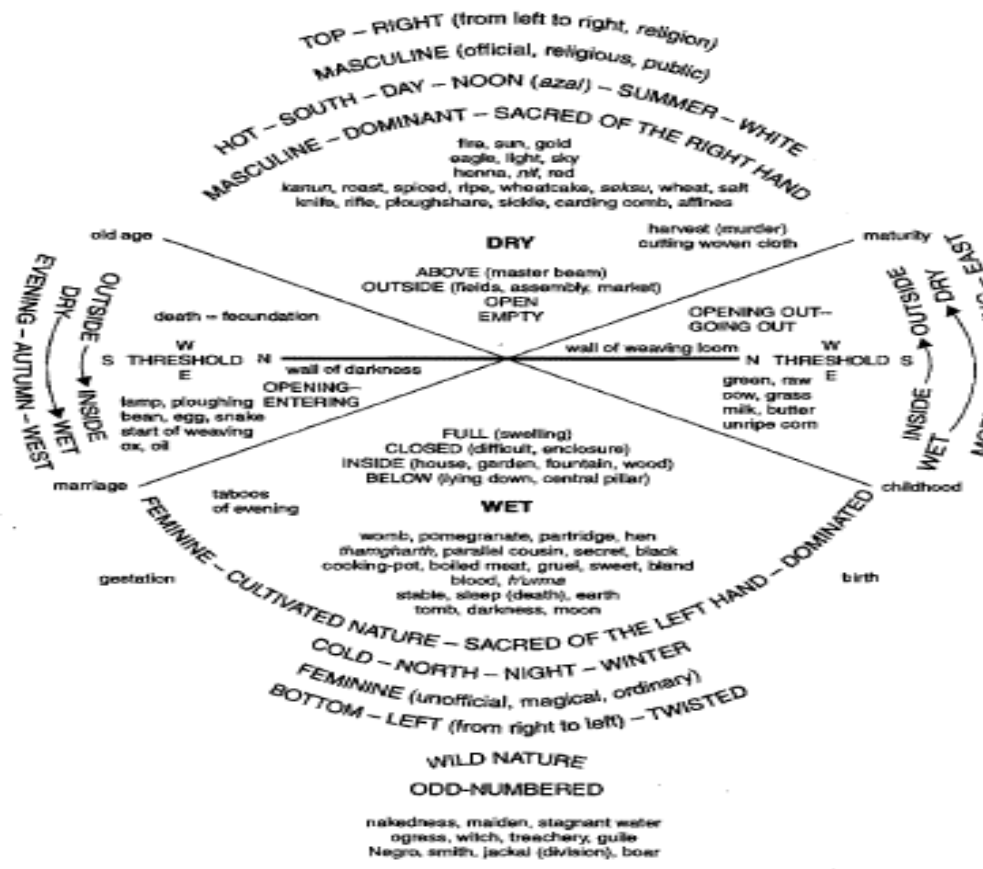 TOP – RIGHT (from left to right, religion)
MASCULINE (official, religious, public)
HOT – SOUTH – DAY – NOON (azal) – SUMMER – WHITE
MASCULINE – DOMINANT – SACRED OF THE RIGHT HAND
fire, sun, gold
eagle, light, sky
henna, nif, red
kanun, roast, spiced, ripe, wheatcake, seksu, wheat, salt
knife, rifle, ploughshare, sickle, carding comb, affines
harvest (murder)
cutting woven cloth
old age
DRY
maturity
ABOVE (master beam)
OUTSIDE (fields, assembly, market)
OPEN
EMPTY
death = fecundation
OPENING OUT–
GOING OUT
EVENING – AUTUMN – WEST
DRY
WET
OUTSIDE
INSIDE
W
S THRESHOLD N
E
wall of darkness
wall of weaving loom
W
N THRESHOLD S
E
OUTSIDE
INSIDE
DRY
WET
EAST
OPENING–
ENTERING
lamp, ploughing
bean, egg, snake
start of weaving
ox, oil
green, raw
cow, grass
milk, butter
unripe corn
FULL (swelling)
CLOSED (difficult, enclosure)
INSIDE (house, garden, fountain, wood)
BELOW (lying down, central pillar)
marriage
childhood
taboos
of evening
WET
womb, pomegranate, partridge, hen
thamgharth, parallel cousin, secret, black
cooking-pot, boiled meat, gruel, sweet, bland
blood, h'urma
stable, sleep (death), earth
tomb, darkness, moon
gestation
birth
FEMININE – CULTIVATED NATURE – SACRED OF THE LEFT HAND – DOMINATED
COLD – NORTH – NIGHT – WINTER
FEMININE (unofficial, magical, ordinary)
BOTTOM – LEFT (from right to left) – TWISTED
WILD NATURE
ODD-NUMBERED
nakedness, maiden, stagnant water
ogress, witch, treachery, guile
Negro, smith, jackal (division), boar